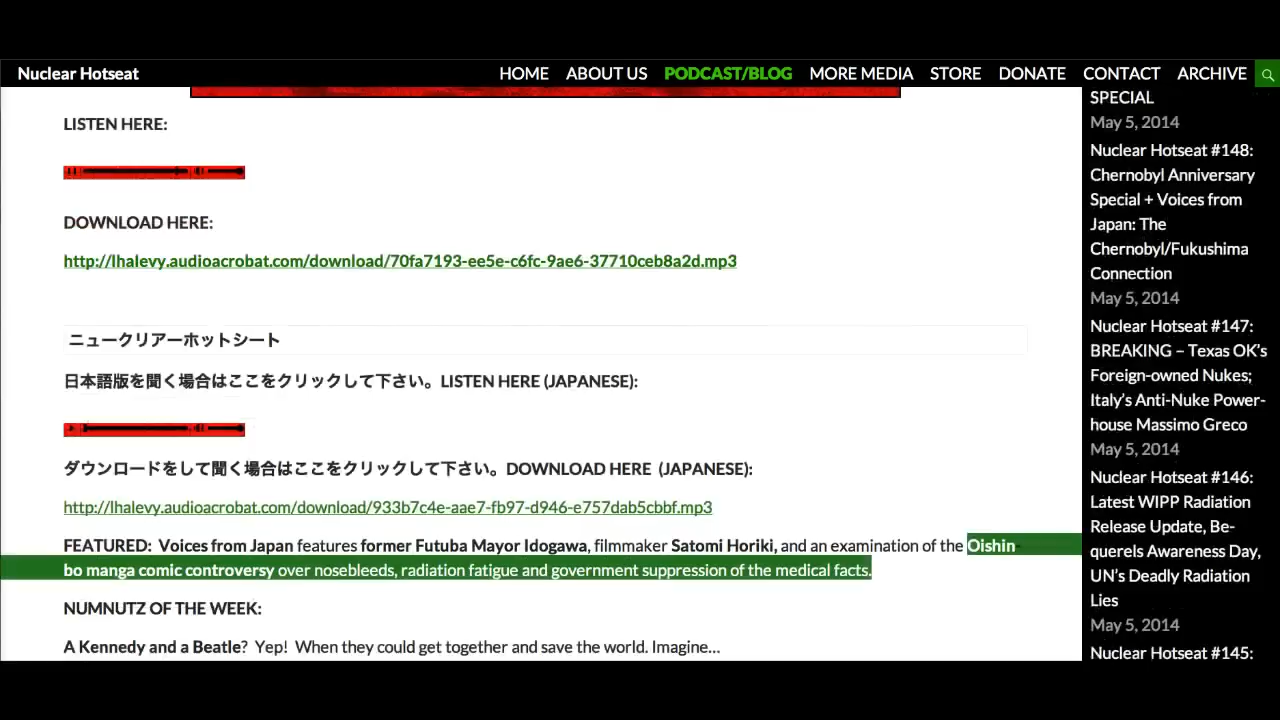 Nuclear Hotseat
HOME ABOUT US PODCAST/BLOG MORE MEDIA STORE DONATE CONTACT ARCHIVE
LISTEN HERE:
DOWNLOAD HERE:
http://lhalevy.audioacrobat.com/download/70fa7193-ee5e-c6fc-9ae6-37710ceb8a2d.mp3
ニュークリアーホットシート
日本語版を聞く場合はここをクリックして下さい。LISTEN HERE (JAPANESE):
ダウンロードをして聞く場合はここをクリックして下さい。DOWNLOAD HERE (JAPANESE):
http://lhalevy.audioacrobat.com/download/933b7c4e-aae7-fb97-d946-e757dab5cbbf.mp3
FEATURED: Voices from Japan features former Futuba Mayor Idogawa, filmmaker Satomi Horiki, and an examination of the Oishin-
bo manga comic controversy over nosebleeds, radiation fatigue and government suppression of the medical facts.
NUMNUTZ OF THE WEEK:
A Kennedy and a Beatle? Yep! When they could get together and save the world. Imagine…
SPECIAL
May 5, 2014
Nuclear Hotseat #148:
Chernobyl Anniversary
Special + Voices from
Japan: The
Chernobyl/Fukushima
Connection
May 5, 2014
Nuclear Hotseat #147:
BREAKING – Texas OK's
Foreign-owned Nukes;
Italy's Anti-Nuke Power-
house Massimo Greco
May 5, 2014
Nuclear Hotseat #146:
Latest WIPP Radiation
Release Update, Be-
querels Awareness Day,
UN's Deadly Radiation
Lies
May 5, 2014
Nuclear Hotseat #145: